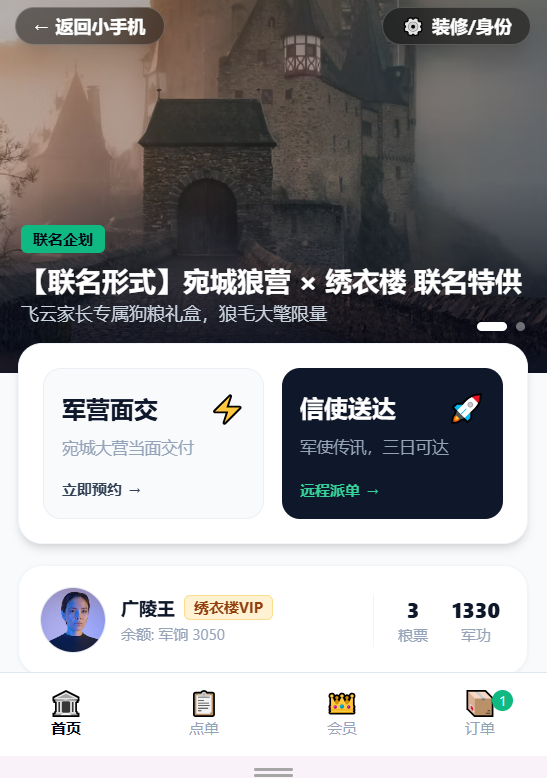 ← 返回小手机
装修/身份
联名企划
【联名形式】宛城狼营 × 绣衣楼 联名特供
飞云家长专属狗粮礼盒，狼毛大氅限量
军营面交
宛城大营当面交付
立即预约 →
信使送达
军使传讯，三日可达
远程派单 →
广陵王 绣衣楼VIP
余额: 军饷 3050
3
粮票
1330
军功
首页
点单
会员
1
订单